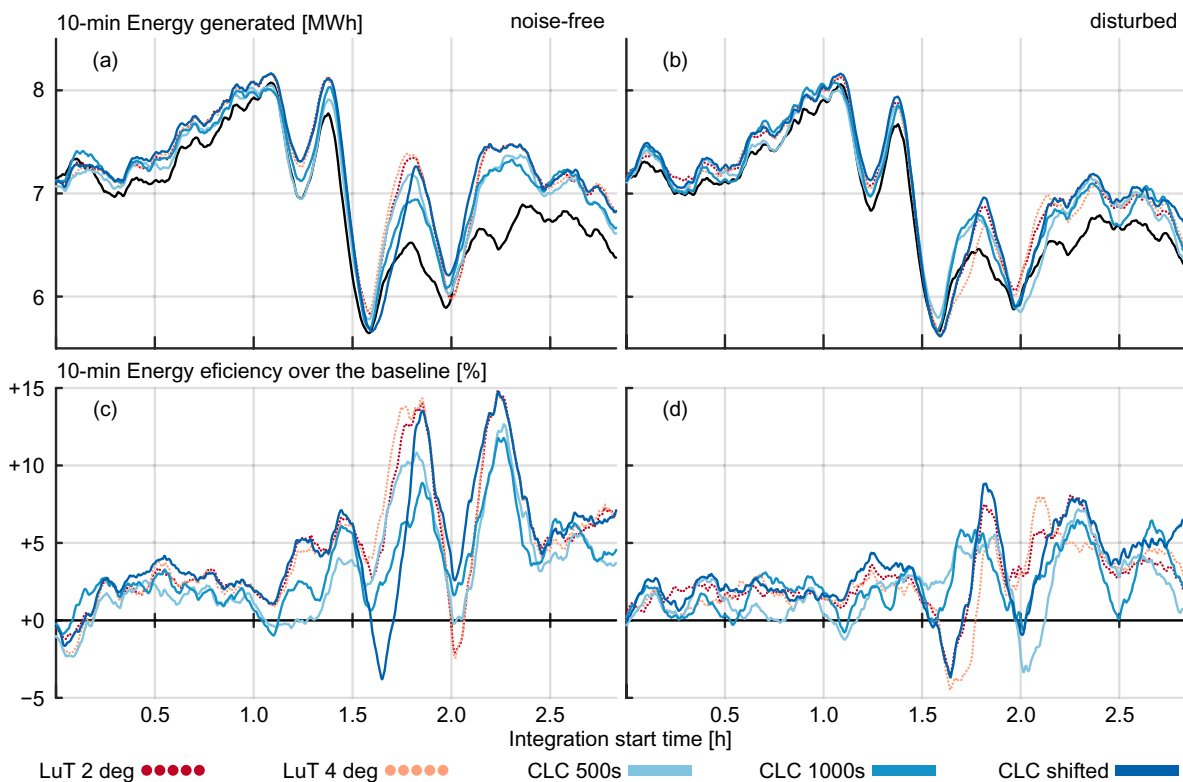 10-min Energy generated [MWh] noise-free disturbed
(a) (b)
8
7
6
10-min Energy eficiency over the baseline [%]
+15
(c) (d)
+10
+5
+0
−5
0.5 1.0 1.5 2.0 2.5 0.5 1.0 1.5 2.0 2.5
Integration start time [h]
LuT 2 deg LuT 4 deg CLC 500s CLC 1000s CLC shifted